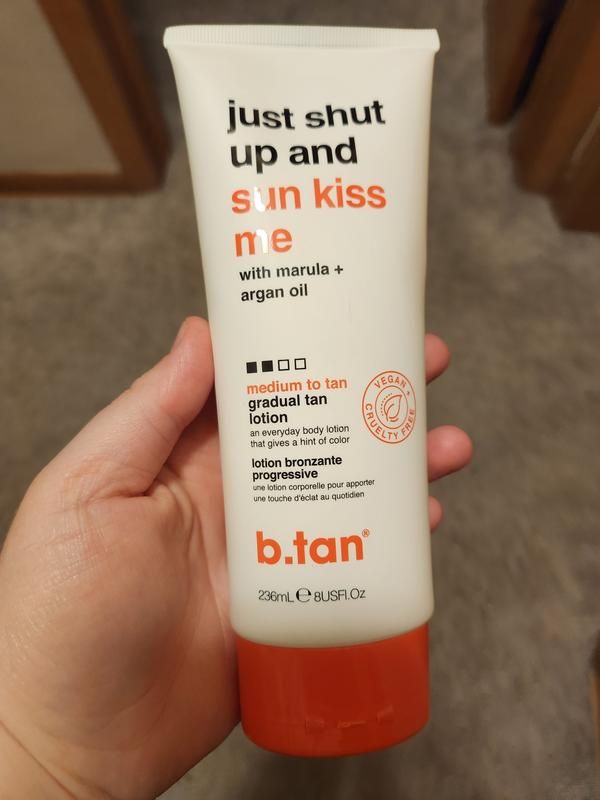 just shut
up and
sun kiss
me
with marula +
argan oil
medium to tan
gradual tan
lotion
an everyday body lotion
that gives a hint of color
lotion bronzante
progressive
une lotion corporelle pour apporter
une touche d'éclat au quotidien
VEGAN +
CRUELTY FREE
b.tan®
236mL ℮ 8USFl.Oz